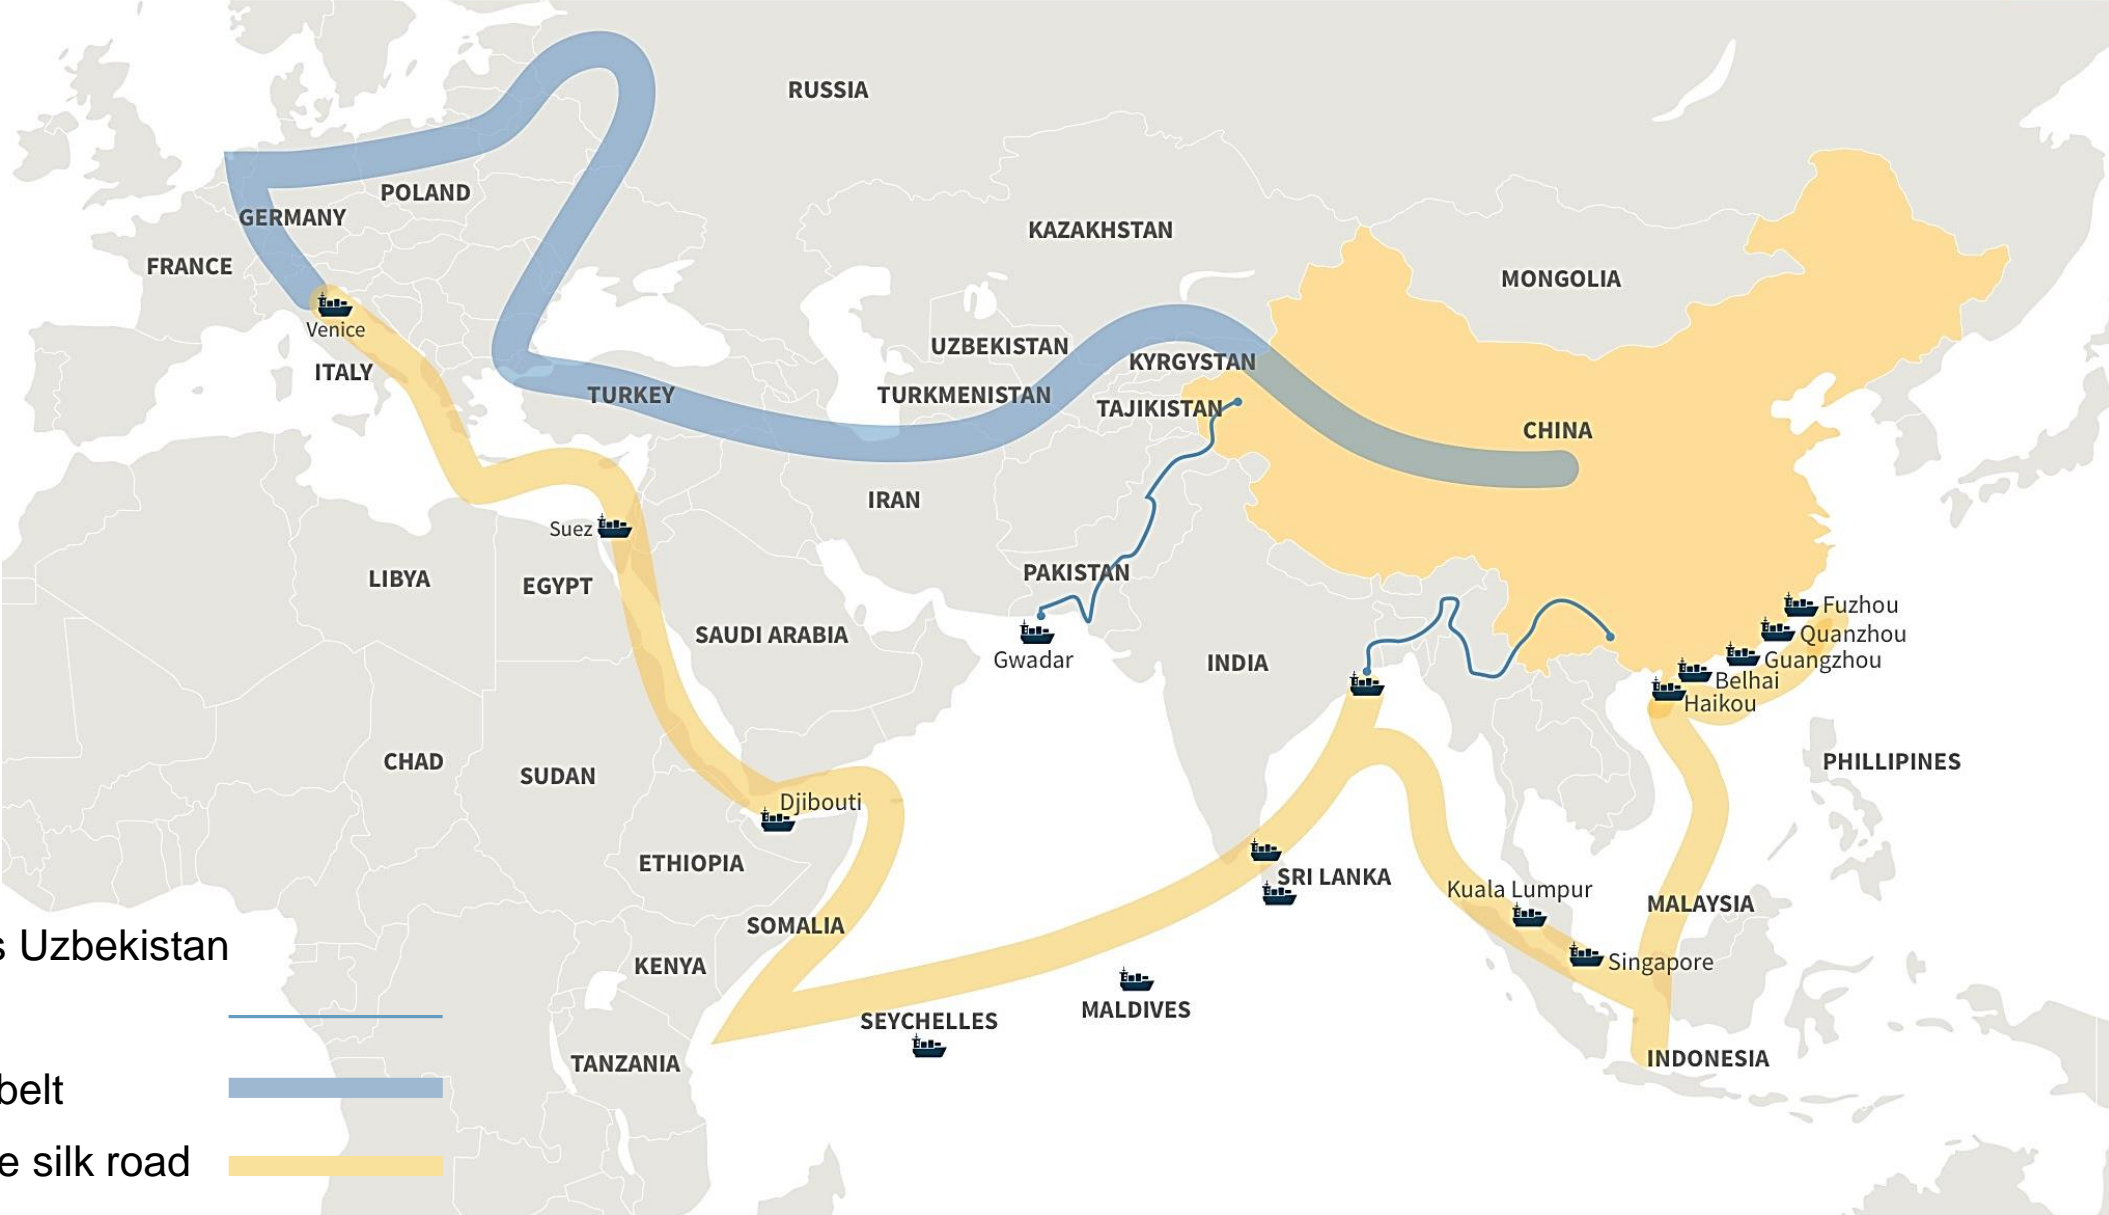 RUSSIA
POLAND
GERMANY
KAZAKHSTAN
FRANCE
MONGOLIA
Venice
UZBEKISTAN
KYRGYSTAN
ITALY
TURKEY
TURKMENISTAN
TAJIKISTAN
CHINA
IRAN
Suez
LIBYA
EGYPT
PAKISTAN
Fuzhou
SAUDI ARABIA
Quanzhou
Gwadar
INDIA
Guangzhou
Belhai
Haikou
CHAD
SUDAN
PHILLIPINES
Djibouti
ETHIOPIA
SRI LANKA
Kuala Lumpur
MALAYSIA
SOMALIA
s Uzbekistan
KENYA
Singapore
MALDIVES
SEYCHELLES
TANZANIA
INDONESIA
belt
e silk road